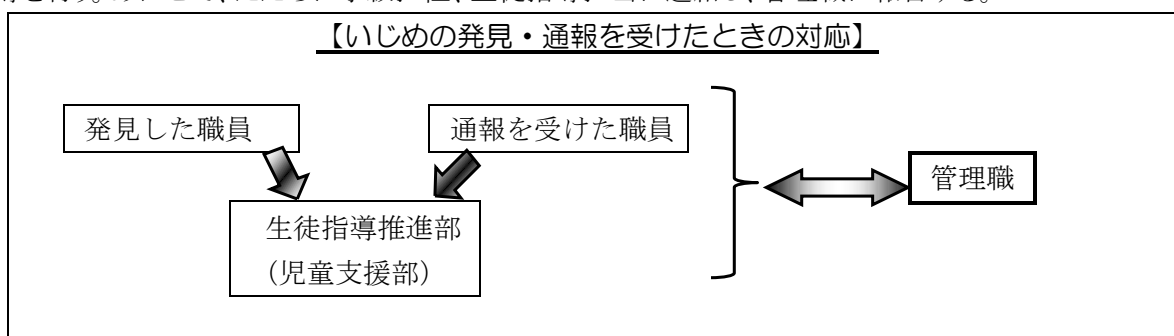 【いじめの発見・通報を受けたときの対応】
発見した職員
通報を受けた職員
管理職
生徒指導推進部
(児童支援部)